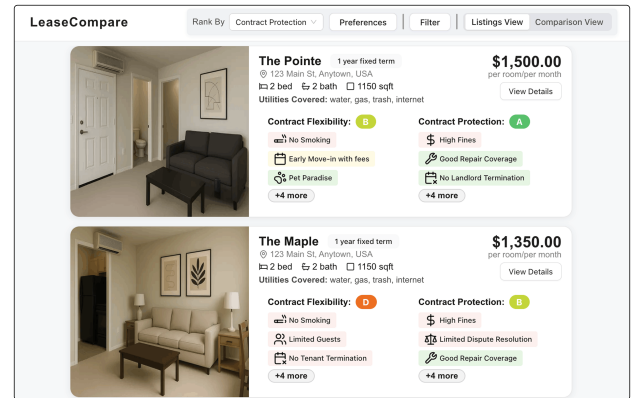 LeaseCompare
Rank By Contract Protection Preferences Filter Listings View Comparison View
The Pointe 1 year fixed term $1,500.00
123 Main St, Anytown, USA per room/per month
2 bed 2 bath 1150 sqft View Details
Utilities Covered: water, gas, trash, internet
Contract Flexibility: B Contract Protection: A
No Smoking High Fines
Early Move-in with fees Good Repair Coverage
Pet Paradise No Landlord Termination
+4 more +4 more
The Maple 1 year fixed term $1,350.00
123 Main St, Anytown, USA per room/per month
2 bed 2 bath 1150 sqft View Details
Utilities Covered: water, gas, trash, internet
Contract Flexibility: D Contract Protection: B
No Smoking High Fines
Limited Guests Limited Dispute Resolution
No Tenant Termination Good Repair Coverage
+4 more +4 more